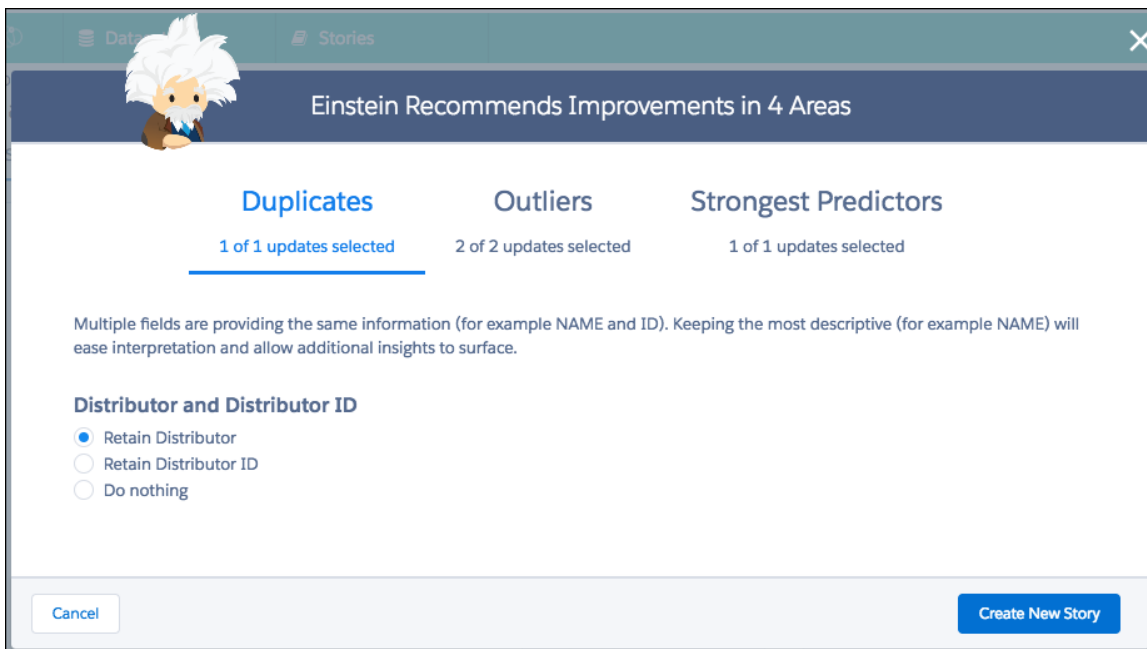 Data
Stories
Einstein Recommends Improvements in 4 Areas
Duplicates
1 of 1 updates selected
Outliers
2 of 2 updates selected
Strongest Predictors
1 of 1 updates selected
Multiple fields are providing the same information (for example NAME and ID). Keeping the most descriptive (for example NAME) will
ease interpretation and allow additional insights to surface.
Distributor and Distributor ID
Retain Distributor
Retain Distributor ID
Do nothing
Cancel
Create New Story